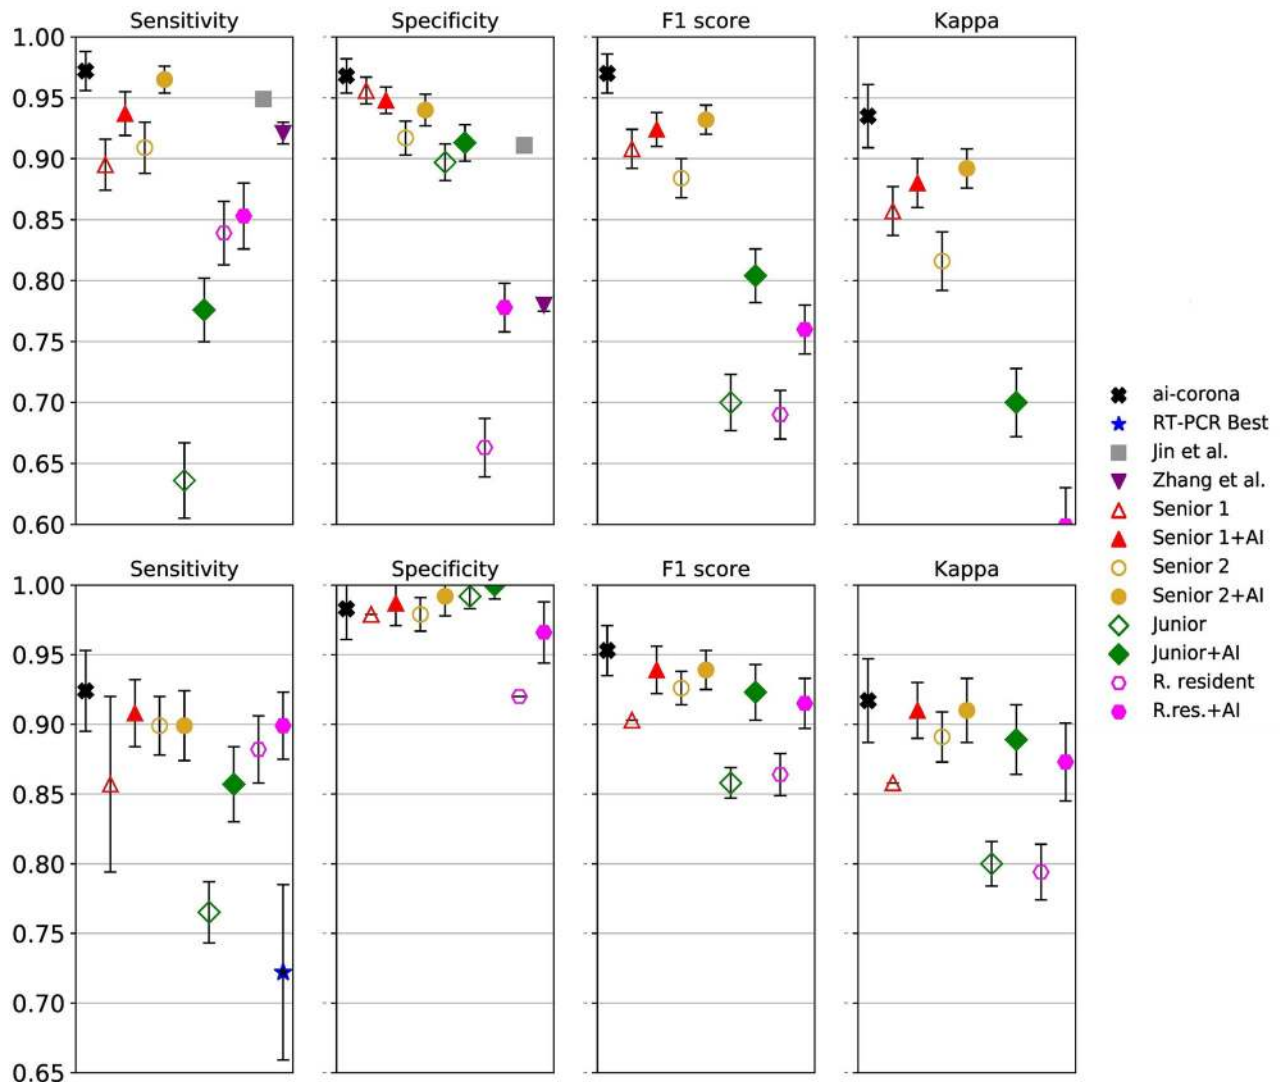 Sensitivity Specificity F1 score Kappa
1.00
0.95
0.90
0.85
0.80
0.75
0.70
0.65
0.60
Sensitivity Specificity F1 score Kappa
1.00
0.95
0.90
0.85
0.80
0.75
0.70
0.65
ai-corona
RT-PCR Best
Jin et al.
Zhang et al.
Senior 1
Senior 1+AI
Senior 2
Senior 2+AI
Junior
Junior+AI
R. resident
R.res.+AI